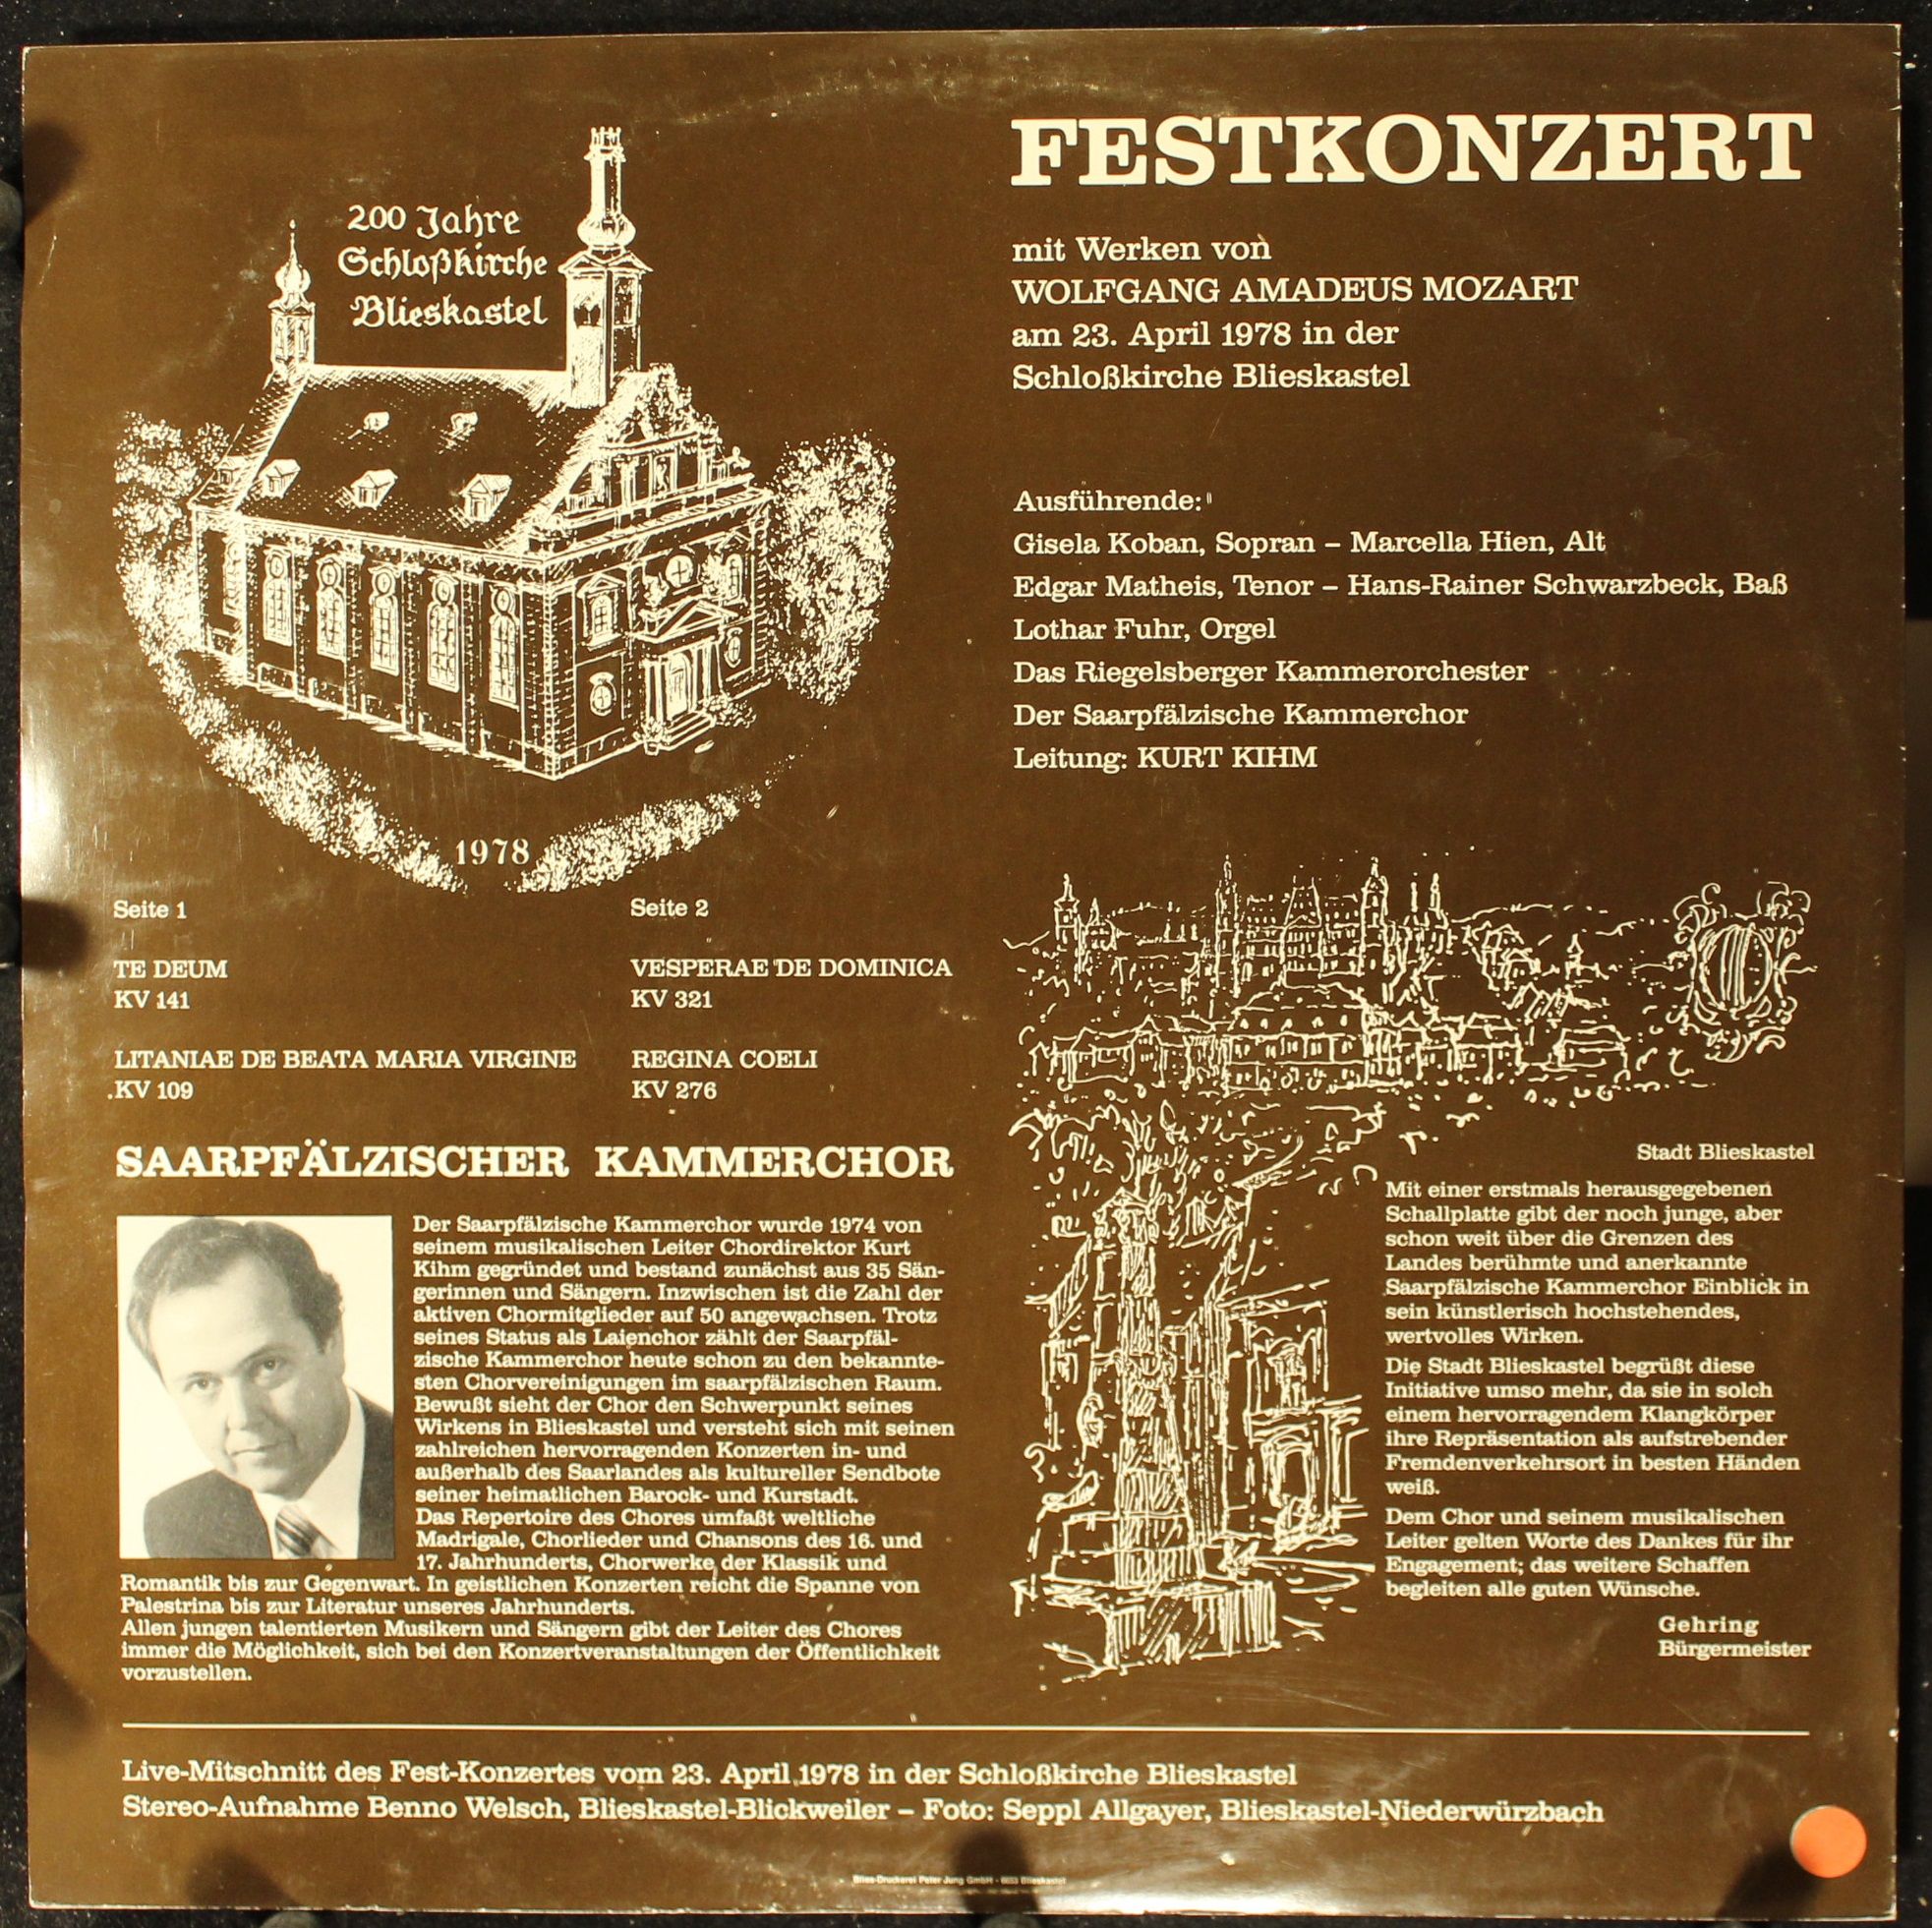 200 Jahre
Schloßkirche
Blieskastel
1978
FESTKONZERT
mit Werken von
WOLFGANG AMADEUS MOZART
am 23. April 1978 in der
Schloßkirche Blieskastel
Ausführende:
Gisela Koban, Sopran – Marcella Hien, Alt
Edgar Matheis, Tenor – Hans-Rainer Schwarzbeck, Baß
Lothar Fuhr, Orgel
Das Riegelsberger Kammerorchester
Der Saarpfälzische Kammerchor
Leitung: KURT KIHM
Seite 1
TE DEUM
KV 141
LITANIAE DE BEATA MARIA VIRGINE
KV 109
Seite 2
VESPERAE DE DOMINICA
KV 321
REGINA COELI
KV 276
SAARPFÄLZISCHER KAMMERCHOR
Der Saarpfälzische Kammerchor wurde 1974 von
seinem musikalischen Leiter Chordirektor Kurt
Kihm gegründet und bestand zunächst aus 35 Sän-
gerinnen und Sängern. Inzwischen ist die Zahl der
aktiven Chormitglieder auf 50 angewachsen. Trotz
seines Status als Laienchor zählt der Saarpfäl-
zische Kammerchor heute schon zu den bekannte-
sten Chorvereinigungen im saarpfälzischen Raum.
Bewußt sieht der Chor den Schwerpunkt seines
Wirkens in Blieskastel und versteht sich mit seinen
zahlreichen hervorragenden Konzerten in- und
außerhalb des Saarlandes als kultureller Sendbote
seiner heimatlichen Barock- und Kurstadt.
Das Repertoire des Chores umfaßt weltliche
Madrigale, Chorlieder und Chansons des 16. und
17. Jahrhunderts, Chorwerke der Klassik und
Romantik bis zur Gegenwart. In geistlichen Konzerten reicht die Spanne von
Palestrina bis zur Literatur unseres Jahrhunderts.
Allen jungen talentierten Musikern und Sängern gibt der Leiter des Chores
immer die Möglichkeit, sich bei den Konzertveranstaltungen der Öffentlichkeit
vorzustellen.
Stadt Blieskastel
Mit einer erstmals herausgegebenen
Schallplatte gibt der noch junge, aber
schon weit über die Grenzen des
Landes berühmte und anerkannte
Saarpfälzische Kammerchor Einblick in
sein künstlerisch hochstehendes,
wertvolles Wirken.
Die Stadt Blieskastel begrüßt diese
Initiative umso mehr, da sie in solch
einem hervorragendem Klangkörper
ihre Repräsentation als aufstrebender
Fremdenverkehrsort in besten Händen
weiß.
Dem Chor und seinem musikalischen
Leiter gelten Worte des Dankes für ihr
Engagement; das weitere Schaffen
begleiten alle guten Wünsche.
Gehring
Bürgermeister
Live-Mitschnitt des Fest-Konzertes vom 23. April 1978 in der Schloßkirche Blieskastel
Stereo-Aufnahme Benno Welsch, Blieskastel-Blickweiler – Foto: Seppl Allgayer, Blieskastel-Niederwürzbach
Blies-Druckerei Peter Jung GmbH - 6653 Blieskastel